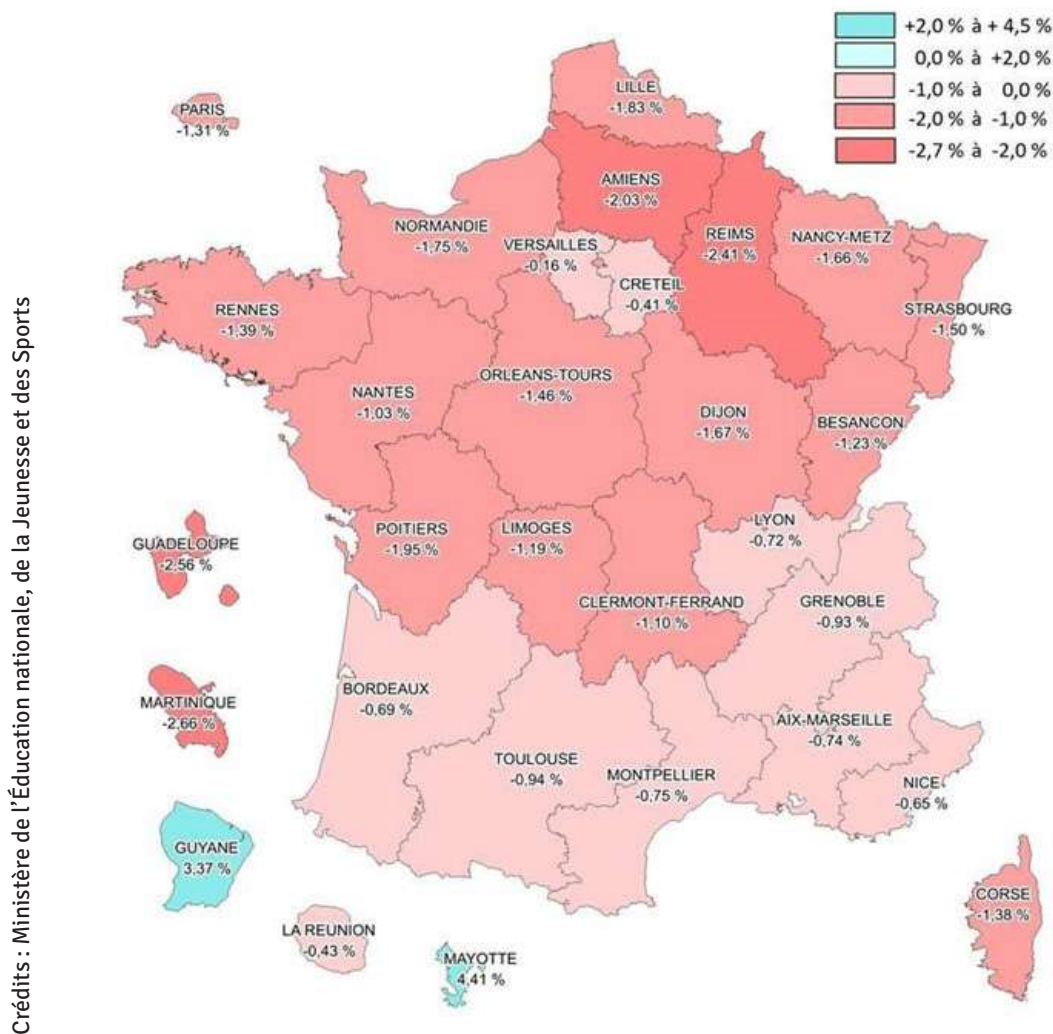 +2,0 % à + 4,5 %
0,0 % à +2,0 %
-1,0 % à 0,0 %
-2,0 % à -1,0 %
-2,7 % à -2,0 %
PARIS
-1,31 %
LILLE
-1,83 %
AMIENS
-2,03 %
NORMANDIE
-1,75 %
VERSAILLES
-0,16 %
CRETEIL
-0,41 %
REIMS
-2,41 %
NANCY-METZ
-1,66 %
STRASBOURG
-1,50 %
RENNES
-1,39 %
NANTES
-1,03 %
ORLEANS-TOURS
-1,46 %
DIJON
-1,67 %
BESANCON
-1,23 %
POITIERS
-1,95 %
LIMOGES
-1,19 %
CLERMONT-FERRAND
-1,10 %
LYON
-0,72 %
GRENOBLE
-0,93 %
GUADELOUPE
-2,56 %
MARTINIQUE
-2,66 %
BORDEAUX
-0,69 %
TOULOUSE
-0,94 %
MONTPELLIER
-0,75 %
AIX-MARSEILLE
-0,74 %
NICE
-0,65 %
GUYANE
3,37 %
LA REUNION
-0,43 %
MAYOTTE
4,41 %
CORSE
-1,38 %
Crédits : Ministère de l'Éducation nationale, de la Jeunesse et des Sports